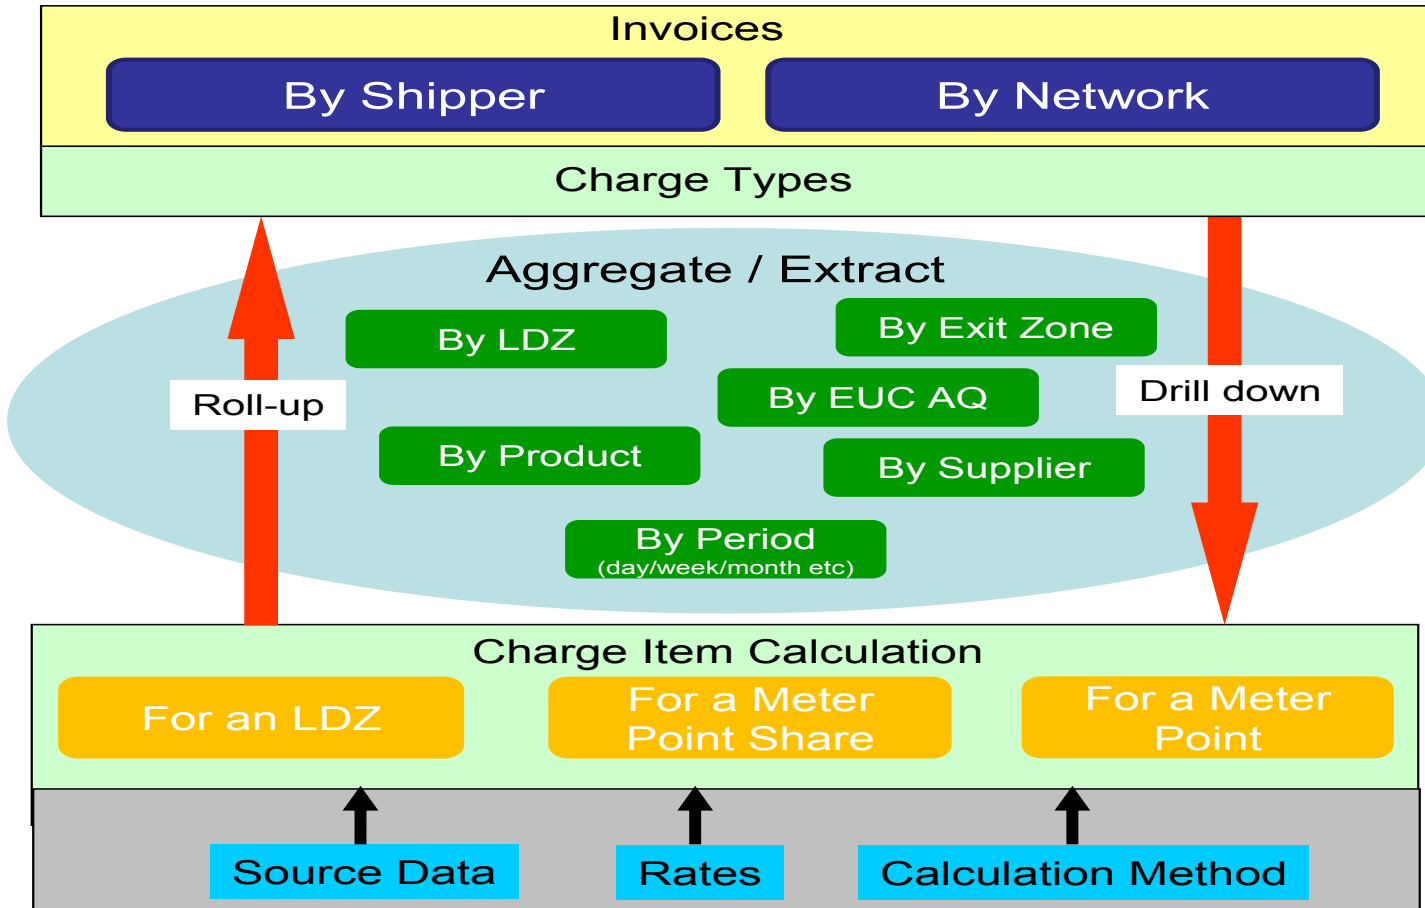 Invoices
By Shipper
By Network
Charge Types
Aggregate / Extract
By LDZ
By Exit Zone
By EUC AQ
Roll-up
Drill down
By Product
By Supplier
By Period
(day/week/month etc)
Charge Item Calculation
For an LDZ
For a Meter
Point Share
For a Meter
Point
Source Data
Rates
Calculation Method